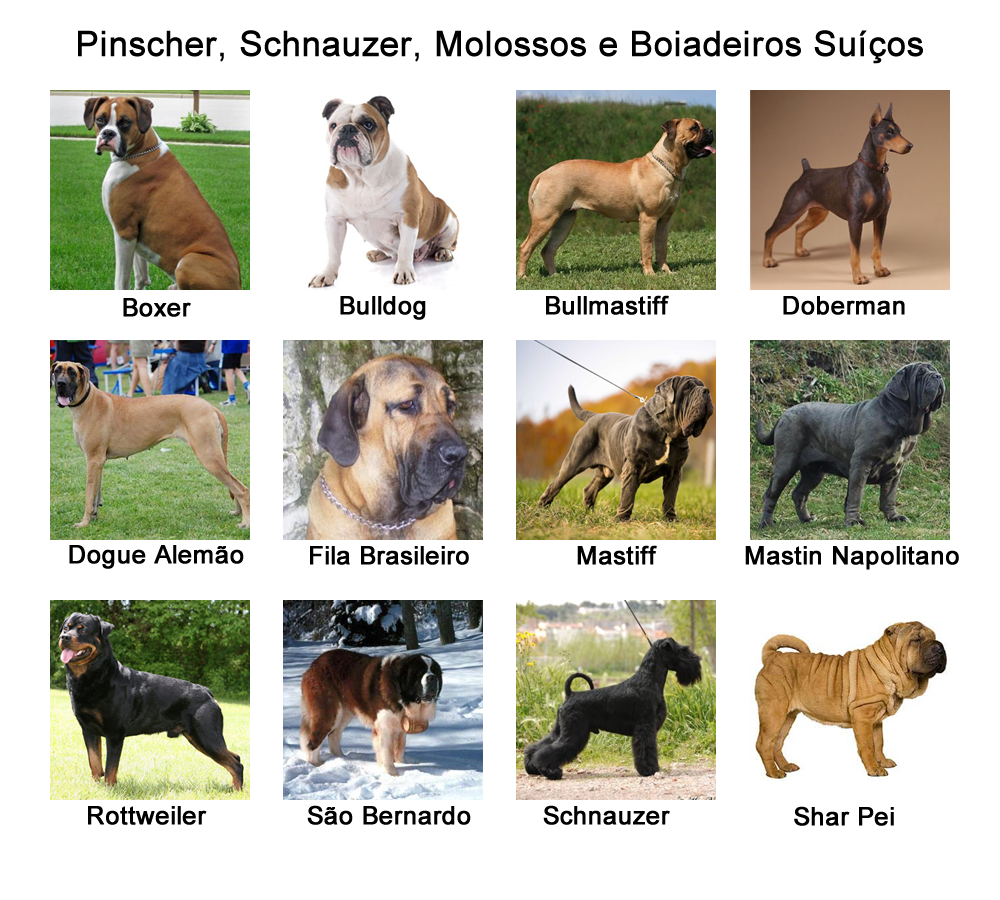 Pinscher, Schnauzer, Molossos e Boiadeiros Suíços
Boxer
Bulldog
Bullmastiff
Doberman
Dogue Alemão
Fila Brasileiro
Mastiff
Mastin Napolitano
Rottweiler
São Bernardo
Schnauzer
Shar Pei